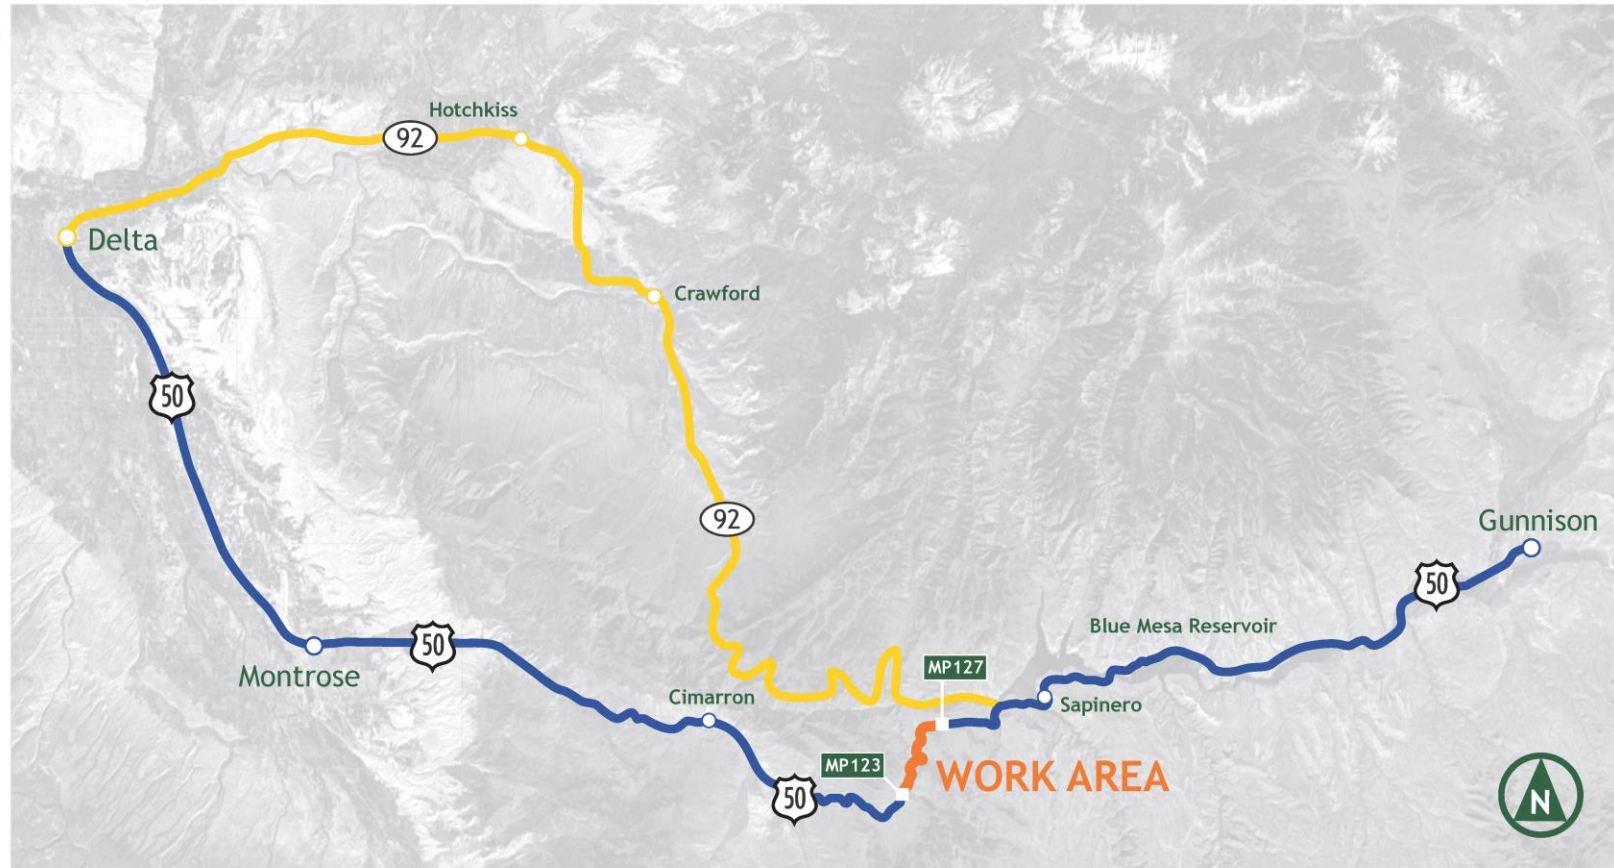 Hotchkiss
92
Delta
Crawford
50
92
Gunnison
50
Blue Mesa Reservoir
50
Montrose
MP127
Cimarron
Sapinero
MP123
WORK AREA
50
N